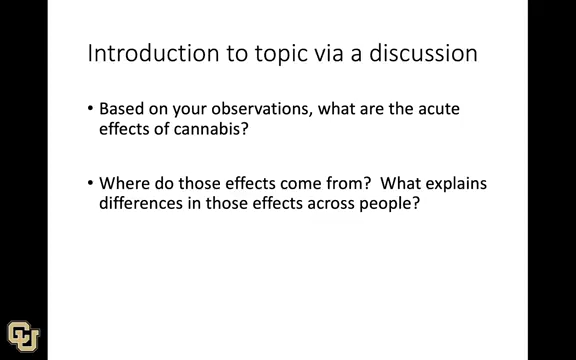 Introduction to topic via a discussion
• Based on your observations, what are the acute
effects of cannabis?
• Where do those effects come from?  What explains
differences in those effects across people?
CU